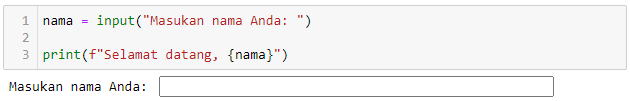 1 nama = input("Masukan nama Anda: ")
2
3 print(f"Selamat datang, {nama}")
Masukan nama Anda: